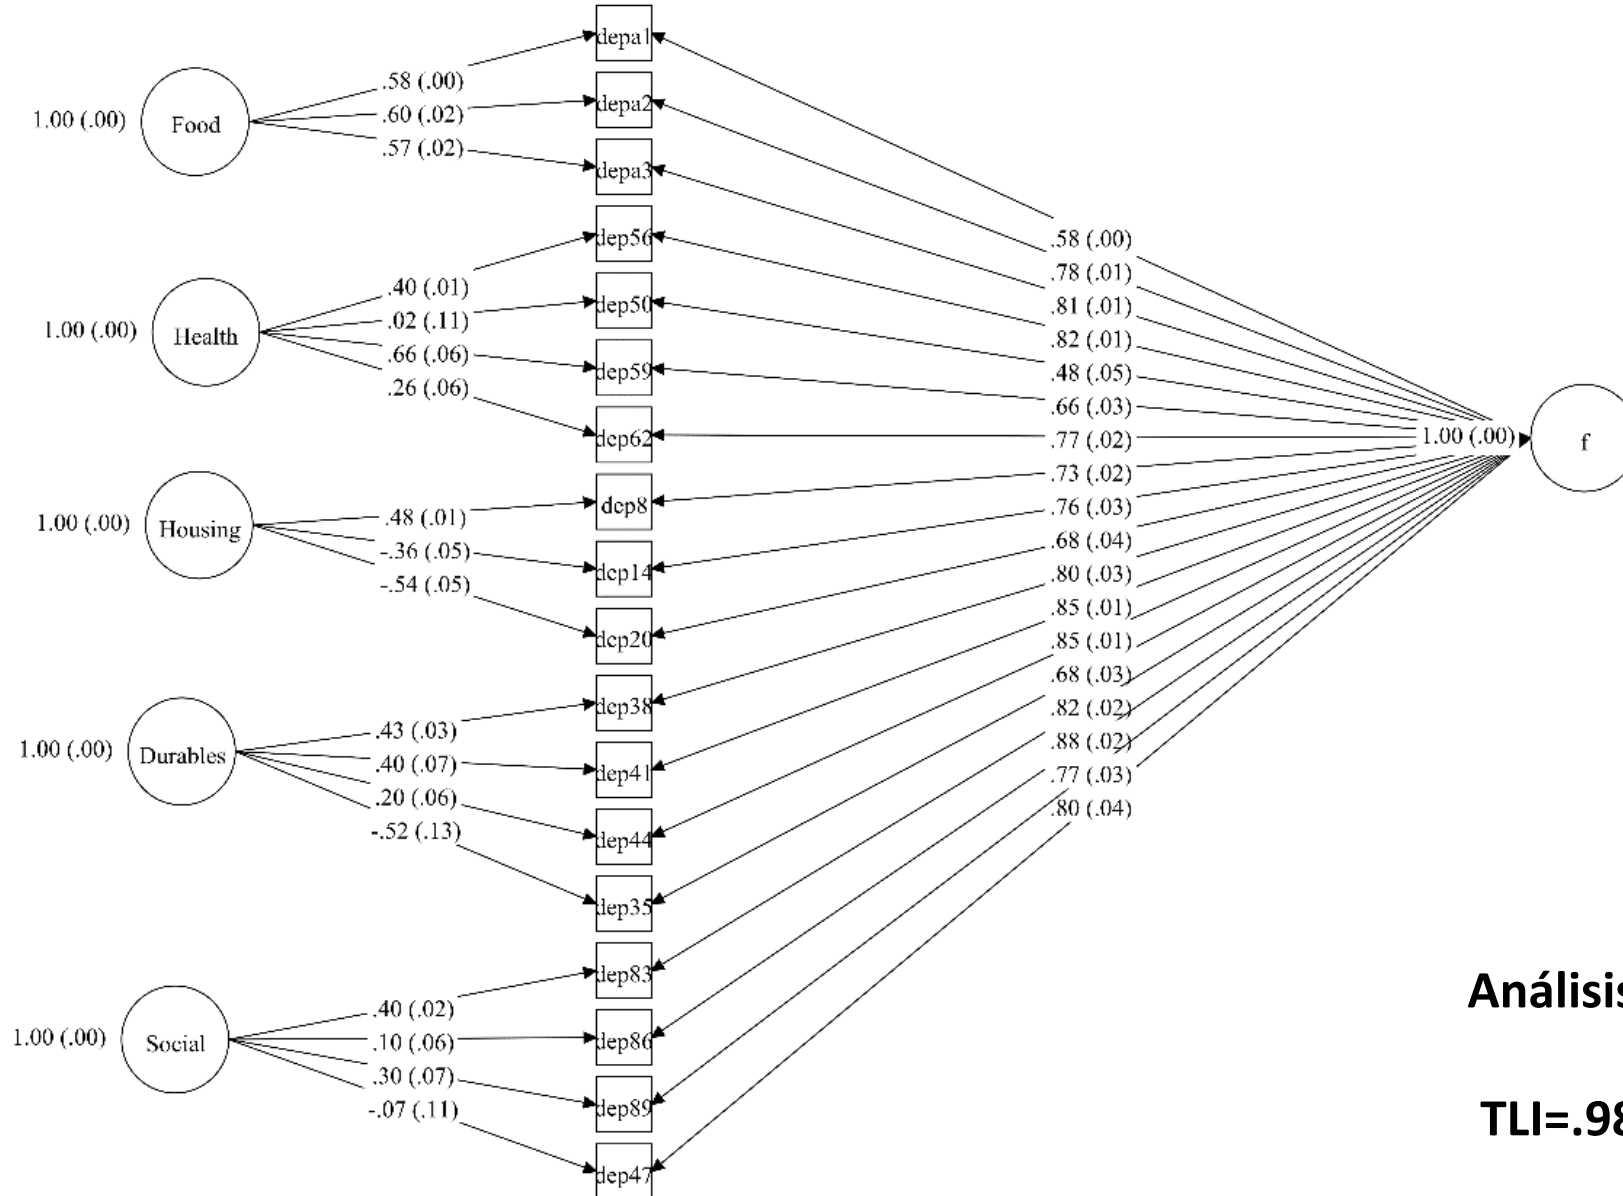 depa1
.58 (.00)
depa2
1.00 (.00)
Food
.60 (.02)
.57 (.02)
depa3
dep56
.58 (.00)
.78 (.01)
.40 (.01)
dep50
.81 (.01)
1.00 (.00)
Health
.02 (.11)
.82 (.01)
.66 (.06)
dep59
.48 (.05)
.26 (.06)
.66 (.03)
dep62
.77 (.02)
1.00 (.00)
f
.73 (.02)
dep8
.76 (.03)
1.00 (.00)
Housing
.48 (.01)
-.36 (.05)
.68 (.04)
dep14
.80 (.03)
-.54 (.05)
.85 (.01)
dep20
.85 (.01)
.68 (.03)
dep38
.82 (.02)
.43 (.03)
.88 (.02)
1.00 (.00)
Durables
.40 (.07)
dep41
.77 (.03)
.20 (.06)
.80 (.04)
-.52 (.13)
dep44
dep35
dep83
Análisis
.40 (.02)
1.00 (.00)
Social
.10 (.06)
dep86
.30 (.07)
-.07 (.11)
dep89
TLI=.98
dep47